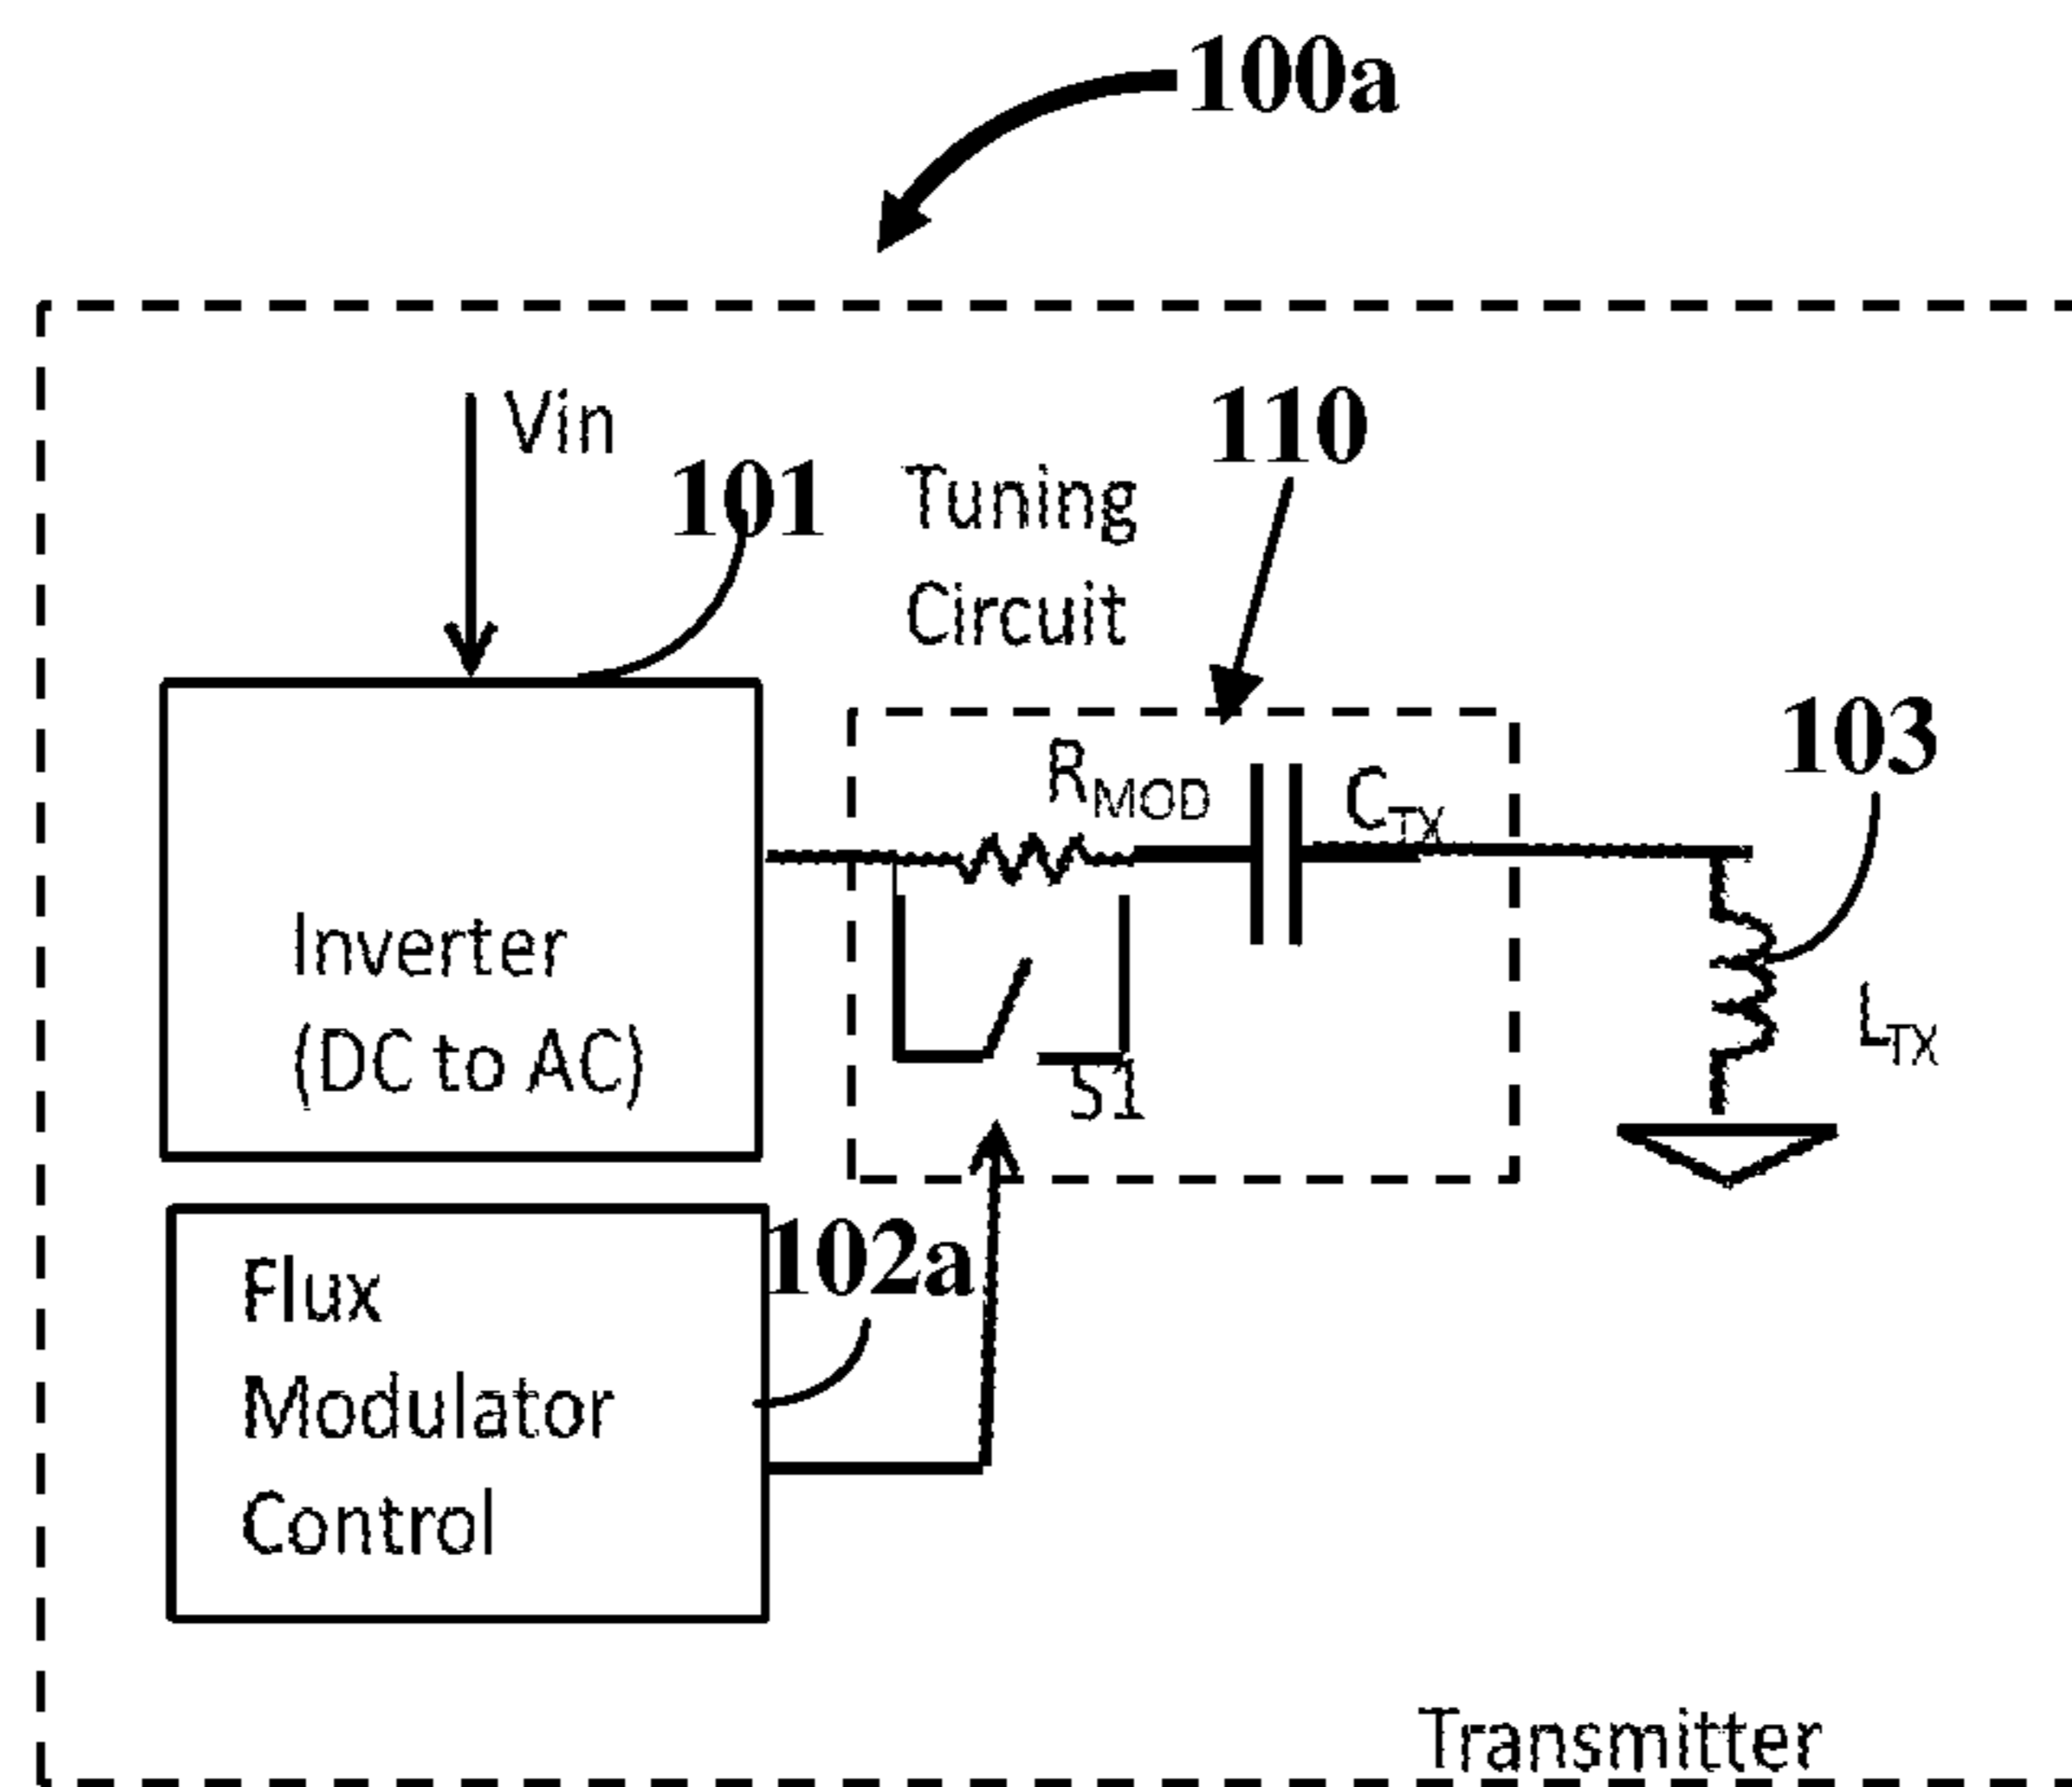 100a
Vin
101
Tuning
Circuit
110
103
RMOD
CTX
Inverter
(DC to AC)
LTX
S1
102a
Flux
Modulator
Control
Transmitter